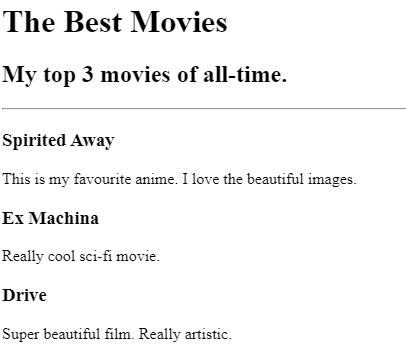 The Best Movies
My top 3 movies of all-time.
Spirited Away
This is my favourite anime. I love the beautiful images.
Ex Machina
Really cool sci-fi movie.
Drive
Super beautiful film. Really artistic.